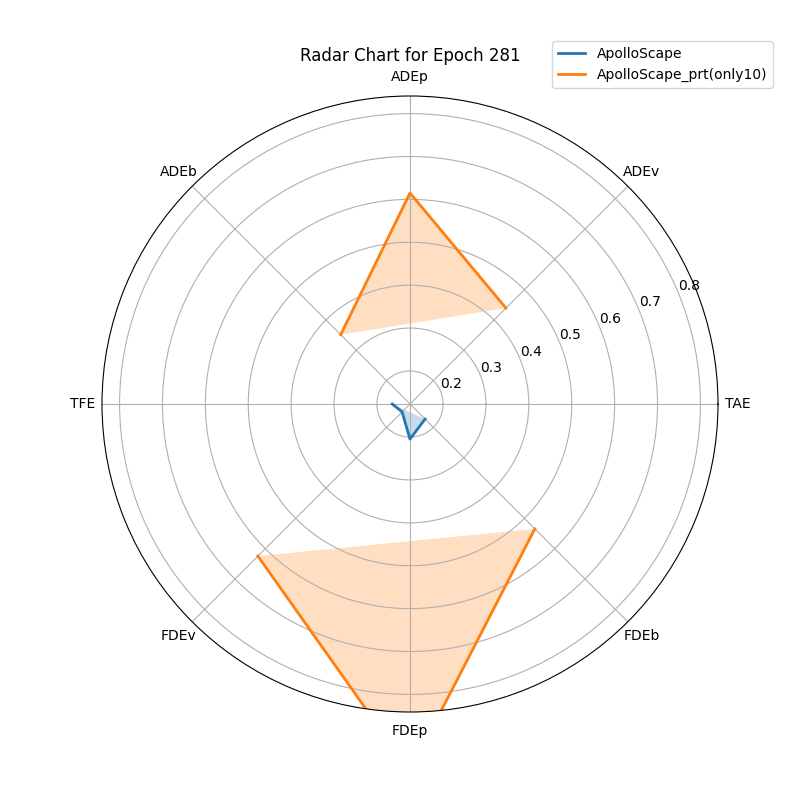 Radar Chart for Epoch 281
ApolloScape
ApolloScape_prt(only10)
ADEp
ADEb
ADEv
0.8
0.7
0.6
0.5
0.4
0.3
0.2
TFE
TAE
FDEv
FDEb
FDEp